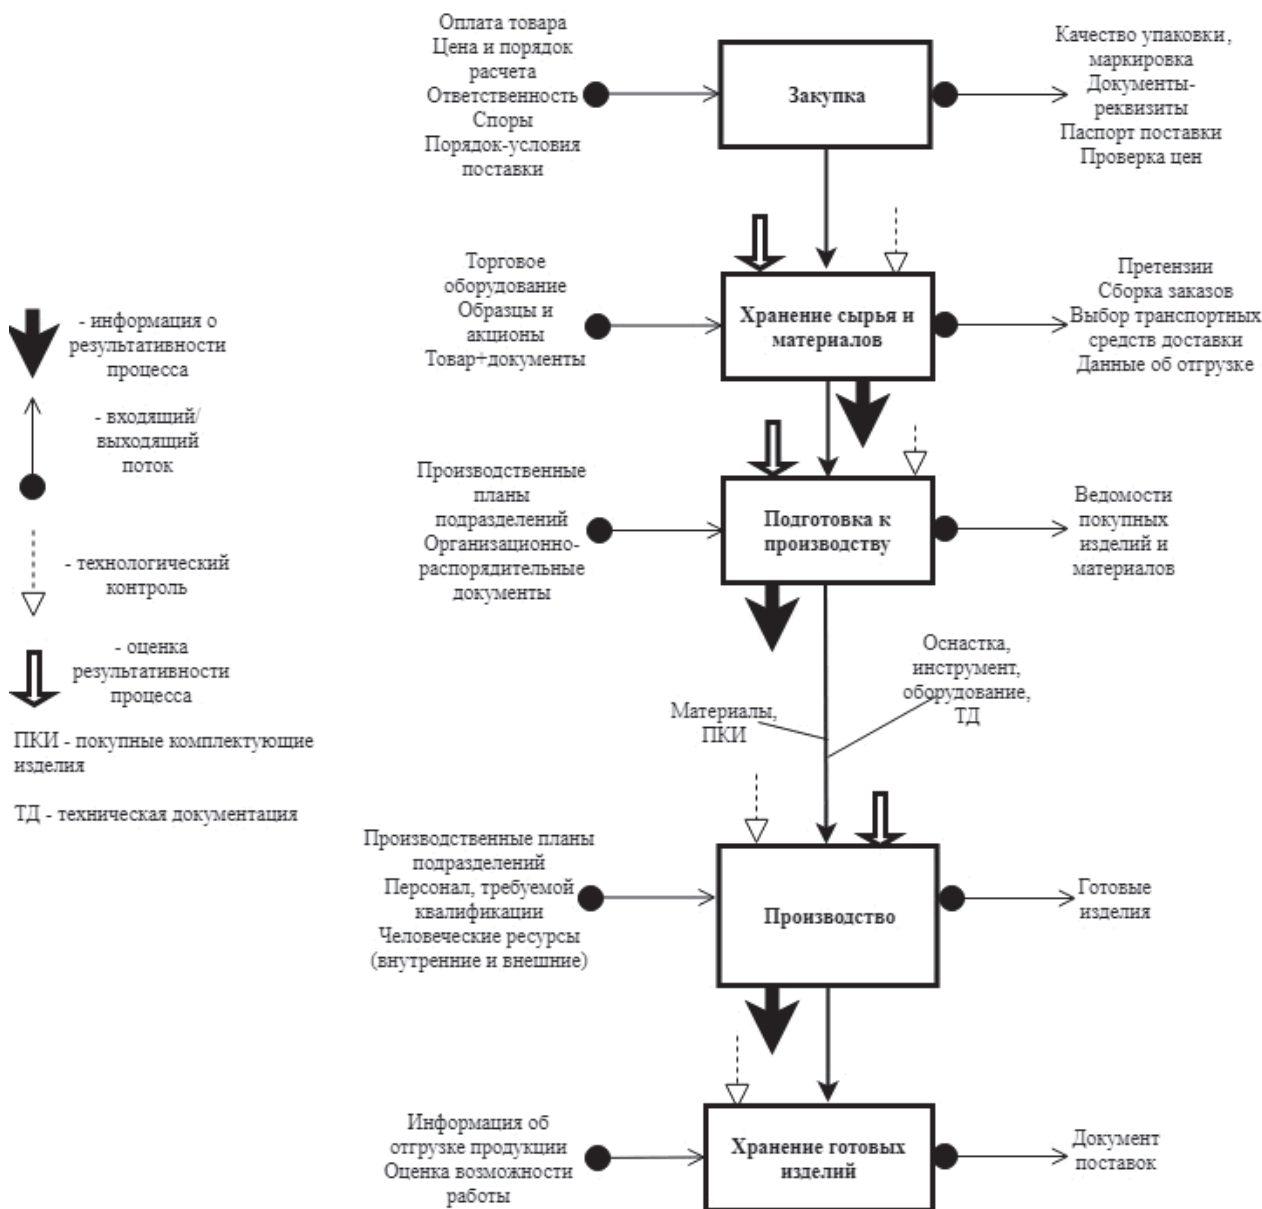 Оплата товара
Цена и порядок
расчета
Ответственность
Споры
Порядок-условия
поставки
Закупка
Качество упаковки,
маркировка
Документы-
реквизиты
Паспорт поставки
Проверка цен
Торговое
оборудование
Образцы и
акционы
Товар+документы
Хранение сырья и
материалов
Претензии
Сборка заказов
Выбор транспортных
средств доставки
Данные об отгрузке
- информация о
результативности
процесса
- входящий/
выходящий
поток
- технологический
контроль
- оценка
результативности
процесса
ПКИ - покупные комплектующие
изделия
ТД - техническая документация
Производственные
планы
подразделений
Организационно-
распорядительные
документы
Подготовка к
производству
Ведомости
покупных
изделий и
материалов
Материалы,
ПКИ
Оснастка,
инструмент,
оборудование,
ТД
Производственные планы
подразделений
Персонал, требуемой
квалификации
Человеческие ресурсы
(внутренние и внешние)
Производство
Готовые
изделия
Информация об
отгрузке продукции
Оценка возможности
работы
Хранение готовых
изделий
Документ
поставок